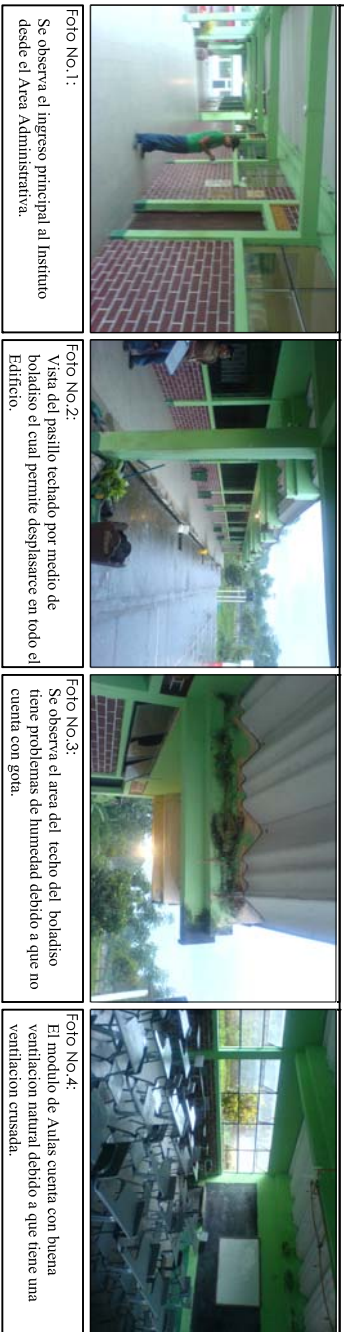 Foto No.1:
Se observa el ingreso principal al Instituto
desde el Area Administrativa.
Foto No.2:
Vista del pasillo techado por medio de
boladiso el cual permite desplasarce en todo el
Edificio.
Foto No.3:
Se observa el area del techo del boladiso
tiene problemas de humedad debido a que no
cuenta con gota.
Foto No.4:
El modulo de Aulas cuenta con buena
ventilacion natural debido a que tiene una
ventilacion crusada.